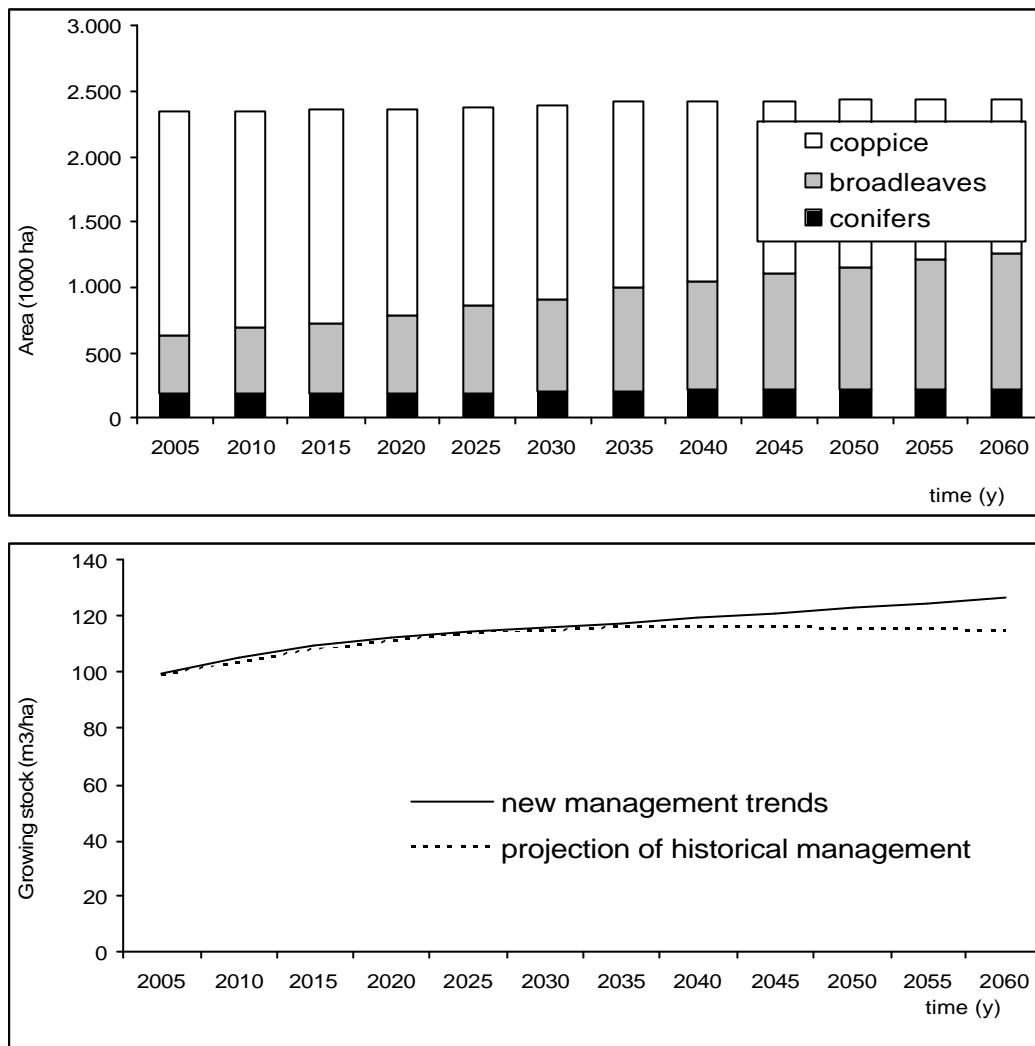 3.000
2.500
2.000
1.500
1.000
500
0
Area (1000 ha)
coppice
broadleaves
conifers
2005 2010 2015 2020 2025 2030 2035 2040 2045 2050 2055 2060
time (y)
140
120
100
80
60
40
20
0
Growing stock (m3/ha)
new management trends
projection of historical management
2005 2010 2015 2020 2025 2030 2035 2040 2045 2050 2055 2060
time (y)